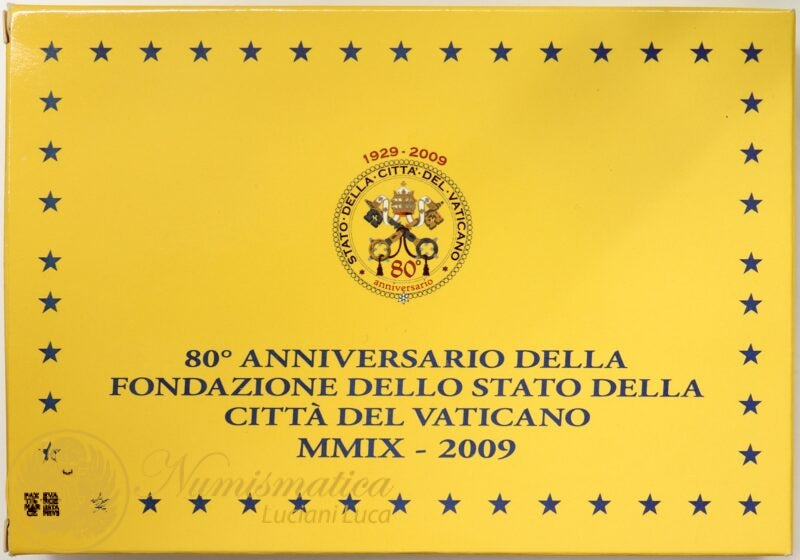 1929 - 2009
STATO · DELLA · CITTÀ · DEL · VATICANO
80°
anniversario
80° ANNIVERSARIO DELLA
FONDAZIONE DELLO STATO DELLA
CITTÀ DEL VATICANO
MMIX - 2009
Numismatica
Luciani Luca